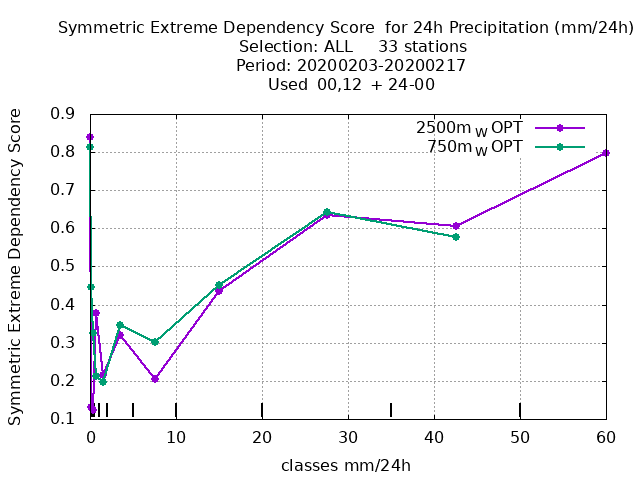 Symmetric Extreme Dependency Score for 24h Precipitation (mm/24h)
Selection: ALL 33 stations
Period: 20200203-20200217
Used 00,12 + 24-00
Symmetric Extreme Dependency Score
2500m W OPT
750m W OPT
0.9
0.8
0.7
0.6
0.5
0.4
0.3
0.2
0.1
0 10 20 30 40 50 60
classes mm/24h